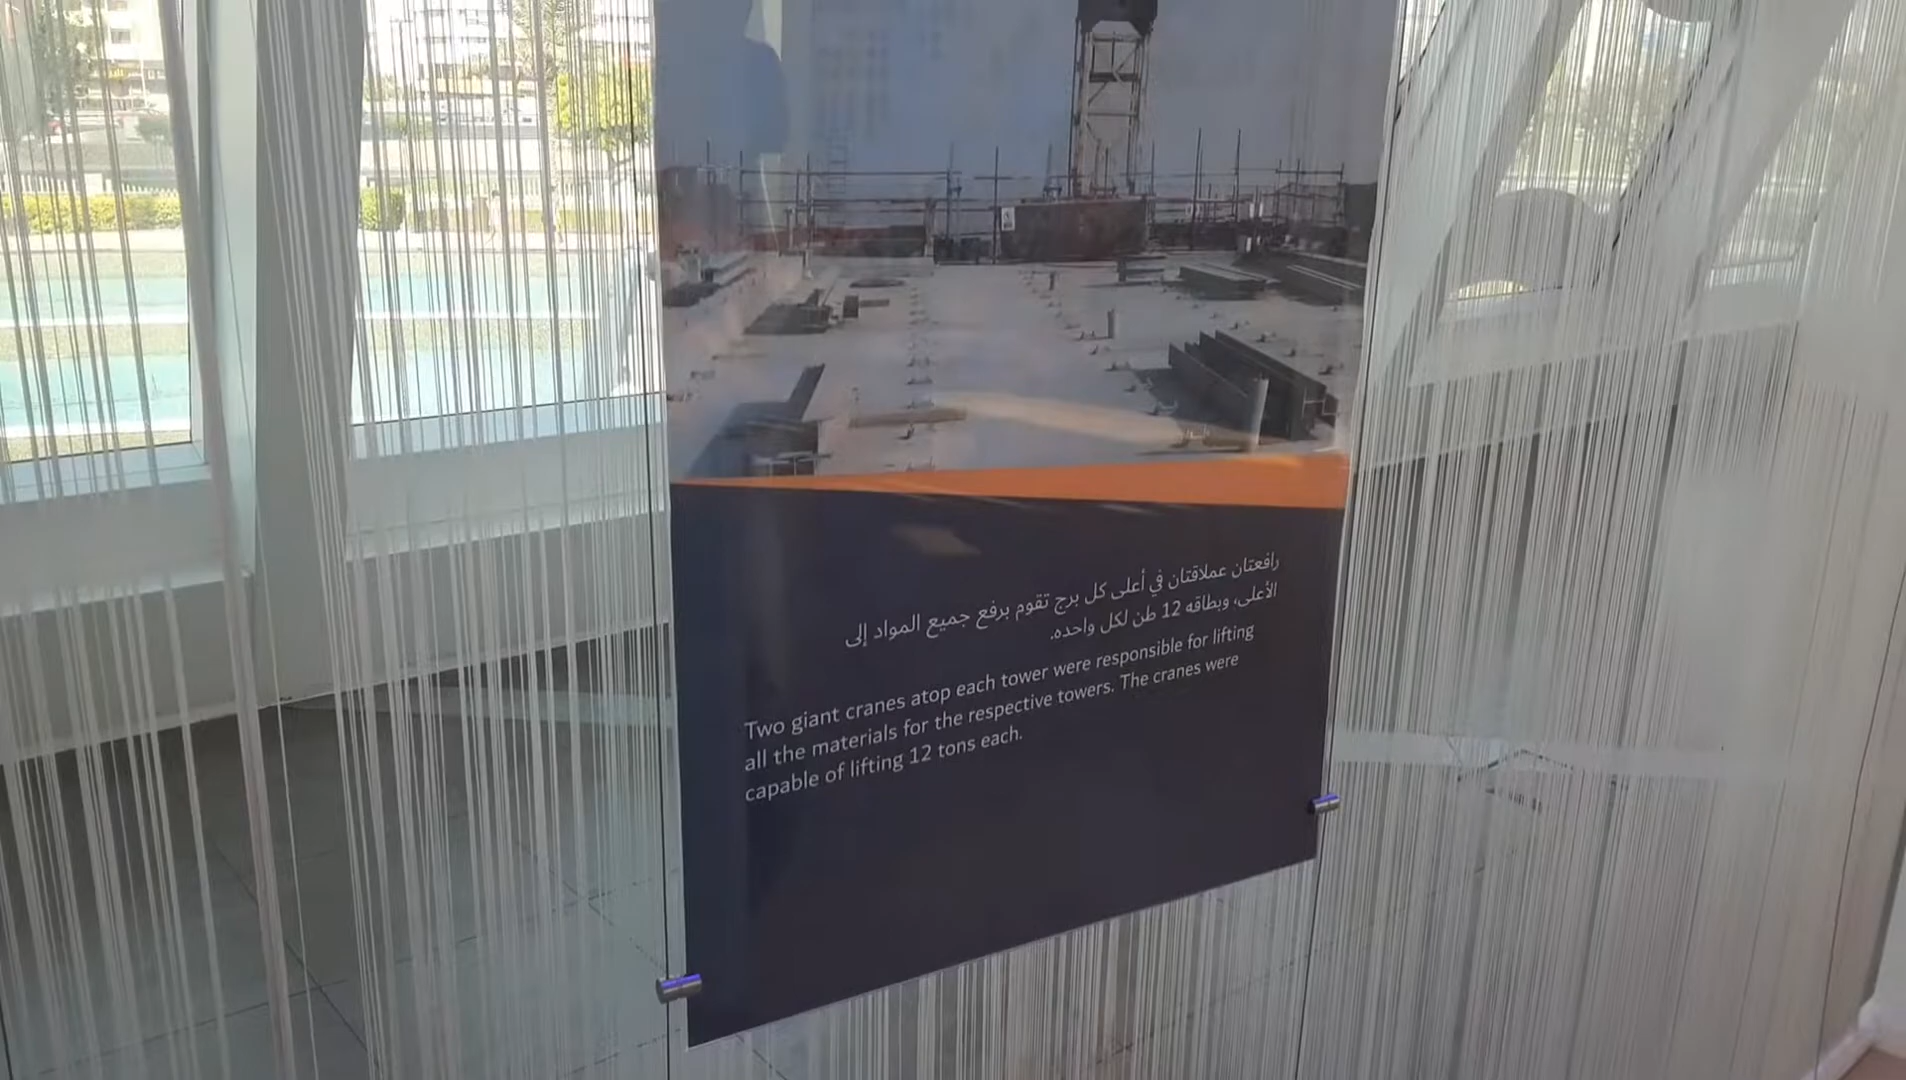 رافعتان عملاقتان في أعلى كل برج تقوم برفع جميع المواد إلى
الأعلى، وبطاقه 12 طن لكل واحده.
Two giant cranes atop each tower were responsible for lifting
all the materials for the respective towers. The cranes were
capable of lifting 12 tons each.